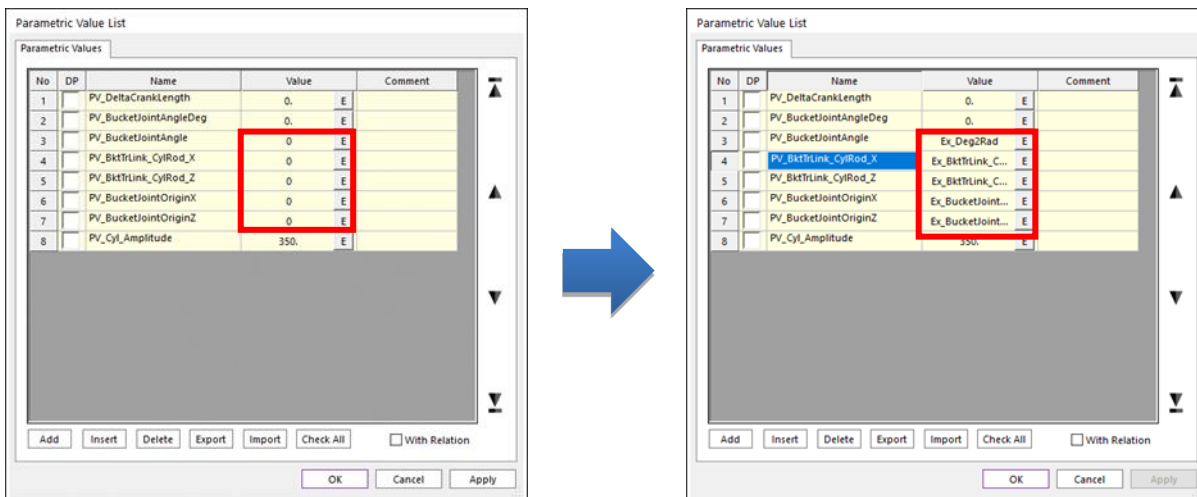 Parametric Value List
Parametric Values
No DP Name Value Comment
1 PV_DeltaCrankLength 0. E
2 PV_BucketJointAngleDeg 0. E
3 PV_BucketJointAngle 0 E
4 PV_BktTrLink_CylRod_X 0 E
5 PV_BktTrLink_CylRod_Z 0 E
6 PV_BucketJointOriginX 0 E
7 PV_BucketJointOriginZ 0 E
8 PV_Cyl_Amplitude 350. E
Add Insert Delete Export Import Check All With Relation
OK Cancel Apply
Parametric Value List
Parametric Values
No DP Name Value Comment
1 PV_DeltaCrankLength 0. E
2 PV_BucketJointAngleDeg 0. E
3 PV_BucketJointAngle Ex_Deg2Rad E
4 PV_BktTrLink_CylRod_X Ex_BktTrLink_C... E
5 PV_BktTrLink_CylRod_Z Ex_BktTrLink_C... E
6 PV_BucketJointOriginX Ex_BucketJoint... E
7 PV_BucketJointOriginZ Ex_BucketJoint... E
8 PV_Cyl_Amplitude 350. E
Add Insert Delete Export Import Check All With Relation
OK Cancel Apply